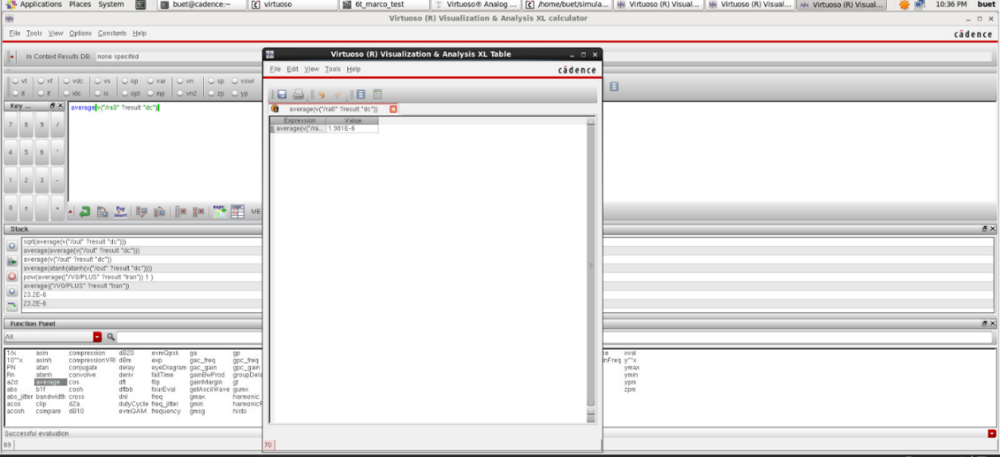 Applications Places System buet@cadence:~ virtuoso 6t_marco_test Virtuoso® Analog ... /home/buet/simula... Virtuoso (R) Visual... Virtuoso (R) Visual... Virtuoso (R) Visual... 10:36 PM buet
Virtuoso (R) Visualization & Analysis XL calculator
File Tools View Options Constants Help
cādence
In Context Results DB: none specified
Virtuoso (R) Visualization & Analysis XL Table
File Edit View Tools Help
cādence
vt vf vdc vs op var vn sp vswr
it if idc is opt mp vn2 zp yp
Key ...
average(v("/ra0" ?result "dc"))
average(v("/ra0" ?result "dc"))
Expression Value
1 average(v("/ra...
7 8 9 /
4 5 6 *
1 2 3 -
0 ± . +
ME
Stack
sqrt(average(v("/out" ?result "dc")))
average(average(v("/out" ?result "dc")))
average(v("/out" ?result "dc"))
average(atanh(atanh(v("/out" ?result "dc"))))
pow(average(("/V0/PLUS" ?result "tran")) 1 )
average(("/V0/PLUS" ?result "tran"))
23.2E-6
23.2E-6
Function Panel
All
1/x asin compression dB20 evmQpsk ga gp se xval
10**x asinh compressionVRI dBm exp gac_freq gpc_freq nFreq y**x
PN atan conjugate delay eyeDiagram gac_gain gpc_gain ymax
Rn atanh convolve deriv fallTime gainBwProd groupDela ymin
a2d average cos dft flip gainMargin gt ypm
abs b1f cosh dftbb fourEval getAsciiWave gumx zpm
abs_jitter bandwidth cross dnl freq gmax harmonic
acos clip d2a dutyCycle freq_jitter gmin harmonicF
acosh compare dB10 evmQAM frequency gmsg histo
Successful evaluation
69
70